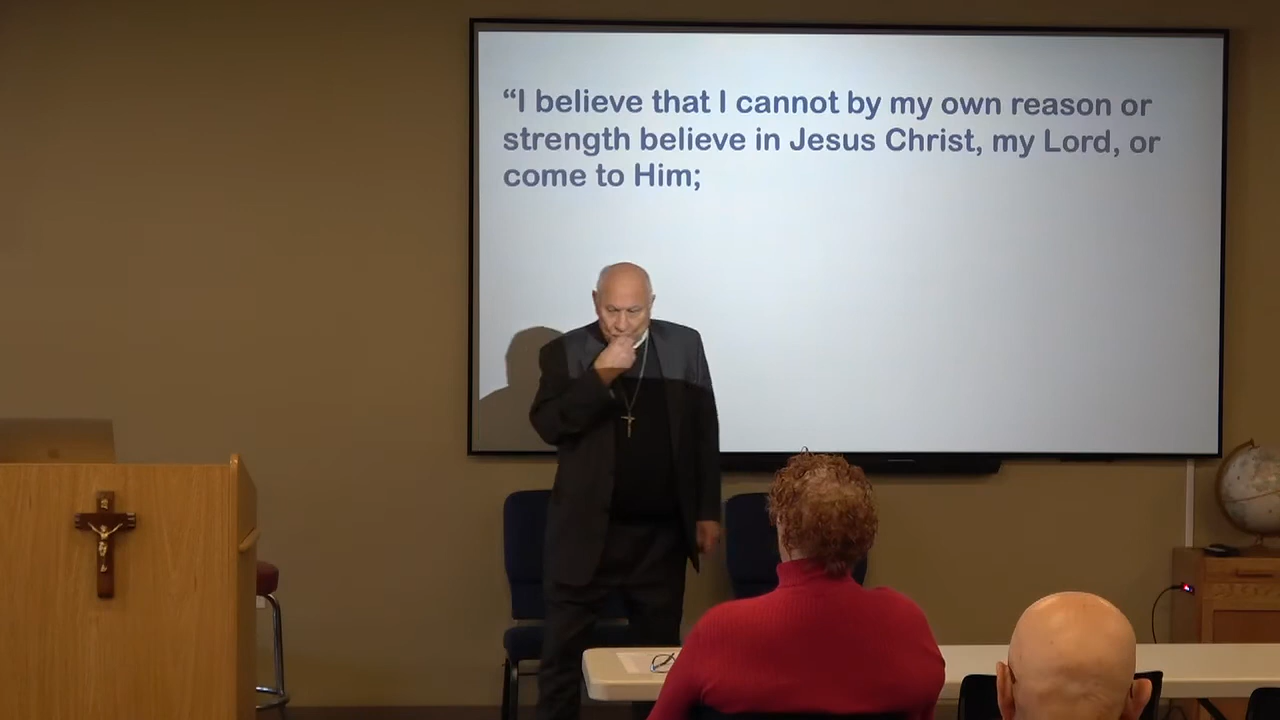 “I believe that I cannot by my own reason or
strength believe in Jesus Christ, my Lord, or
come to Him;